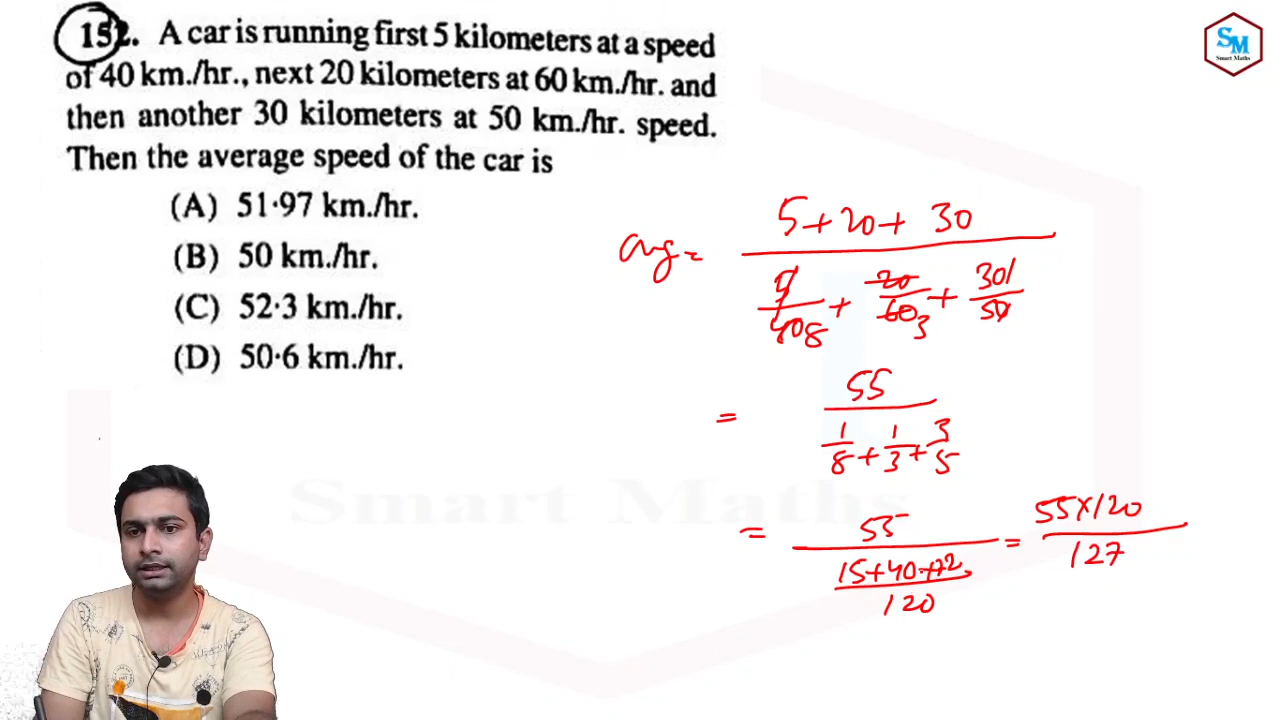 152. A car is running first 5 kilometers at a speed
of 40 km./hr., next 20 kilometers at 60 km./hr. and
then another 30 kilometers at 50 km./hr. speed.
Then the average speed of the car is
(A) 51·97 km./hr.
(B) 50 km./hr.
(C) 52·3 km./hr.
(D) 50·6 km./hr.
SM
Smart Maths
avg = 5 + 20 + 30
5/40 8 + 20/60 3 + 30/50
= 55
1/8 + 1/3 + 3/5
= 55 = 55×120
15+40+72 127
120
Smart Maths